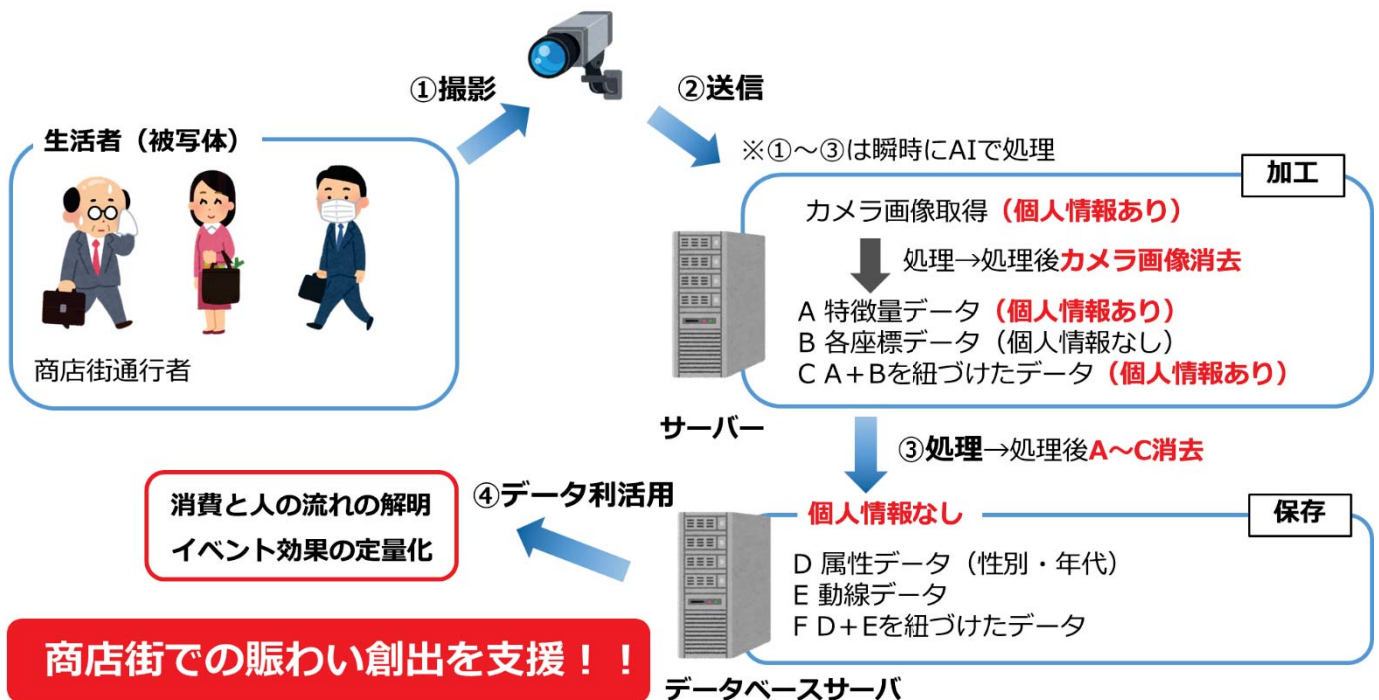 ①撮影
②送信
生活者（被写体）
商店街通行者
※①～③は瞬時にAIで処理
加工
カメラ画像取得（個人情報あり）
処理→処理後カメラ画像消去
A 特徴量データ（個人情報あり）
B 各座標データ（個人情報なし）
C A＋Bを紐づけたデータ（個人情報あり）
サーバー
③処理→処理後A～C消去
④データ利活用
消費と人の流れの解明
イベント効果の定量化
個人情報なし
保存
D 属性データ（性別・年代）
E 動線データ
F D＋Eを紐づけたデータ
商店街での賑わい創出を支援！！
データベースサーバ